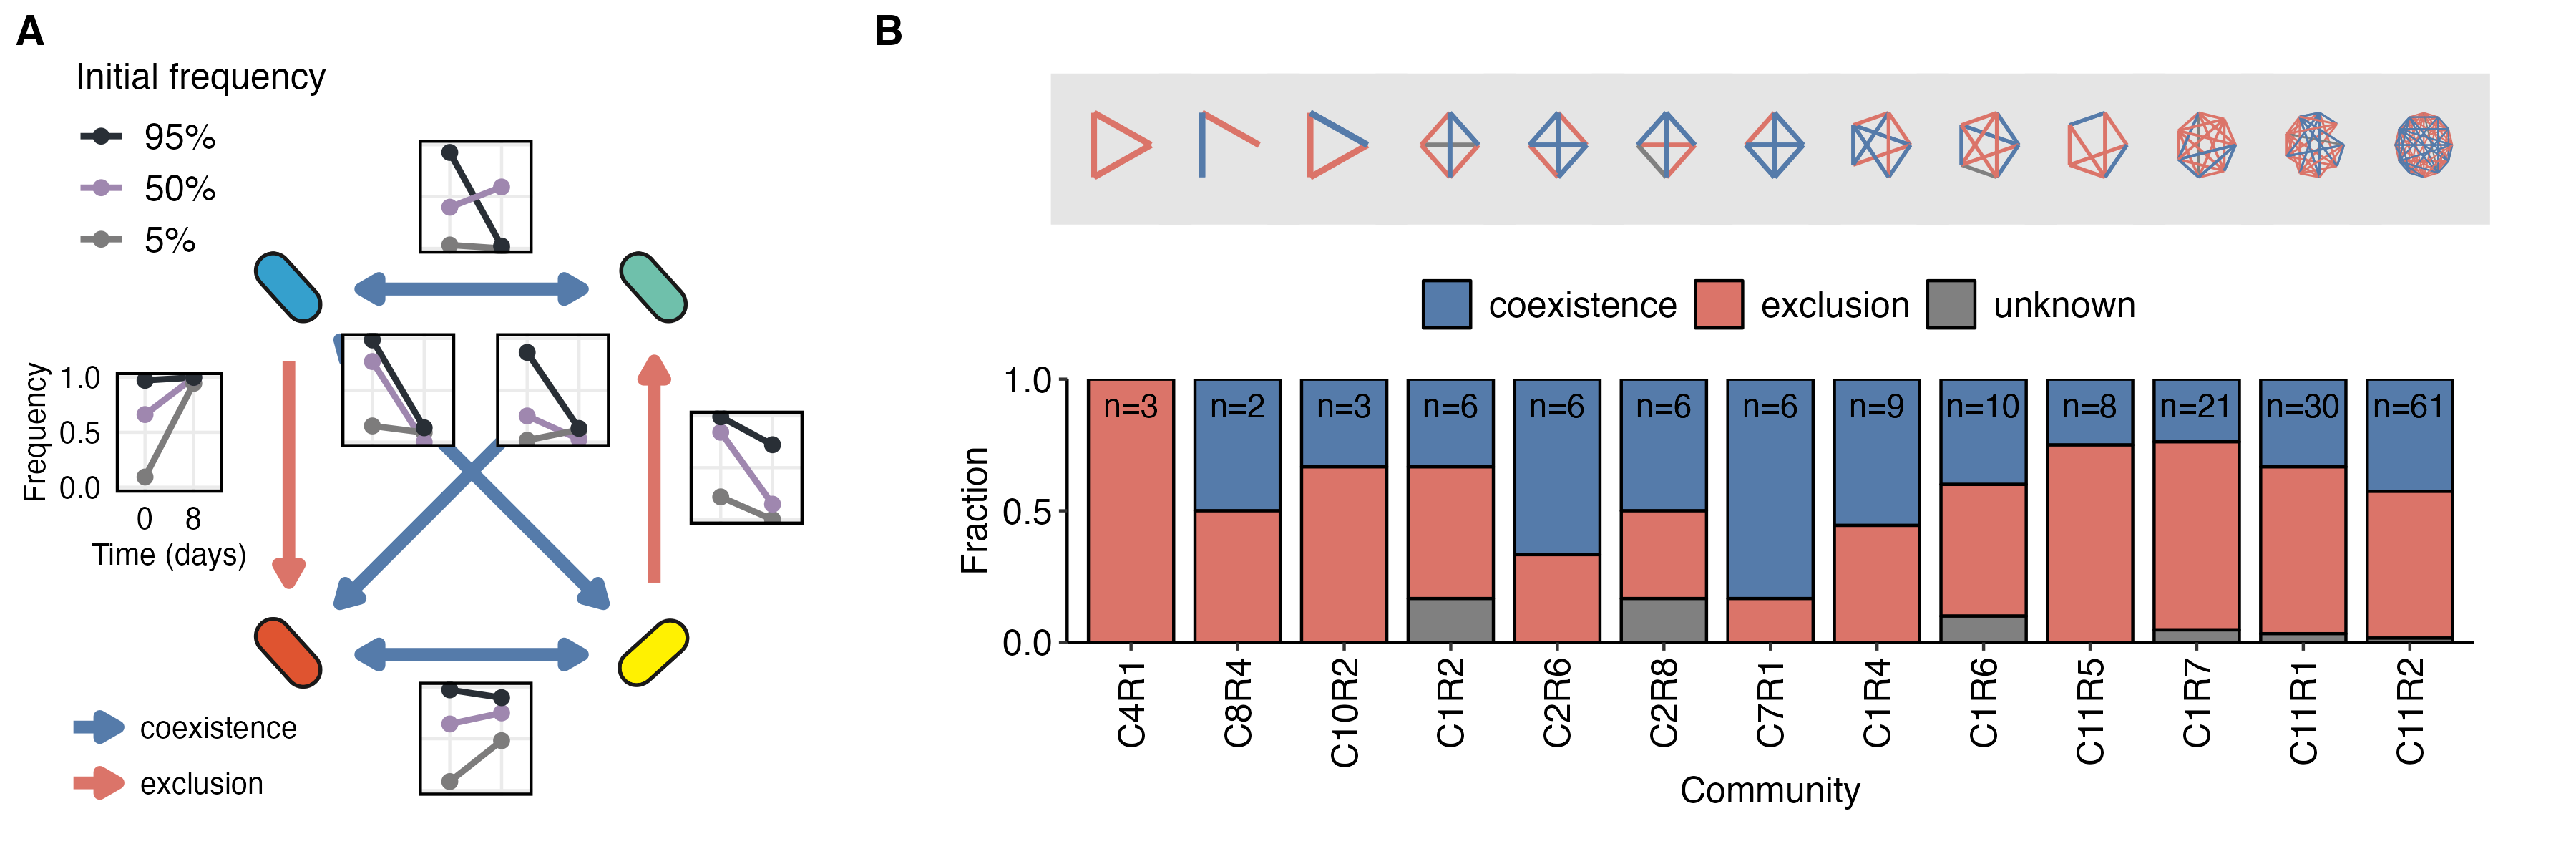 A
Initial frequency
95%
50%
5%
Frequency
1.0
0.5
0.0
0 8
Time (days)
coexistence
exclusion
B
coexistence exclusion unknown
Fraction
1.0
0.5
0.0
n=3 n=2 n=3 n=6 n=6 n=6 n=6 n=9 n=10 n=8 n=21 n=30 n=61
C4R1 C8R4 C10R2 C1R2 C2R6 C2R8 C7R1 C1R4 C1R6 C11R5 C1R7 C11R1 C11R2
Community